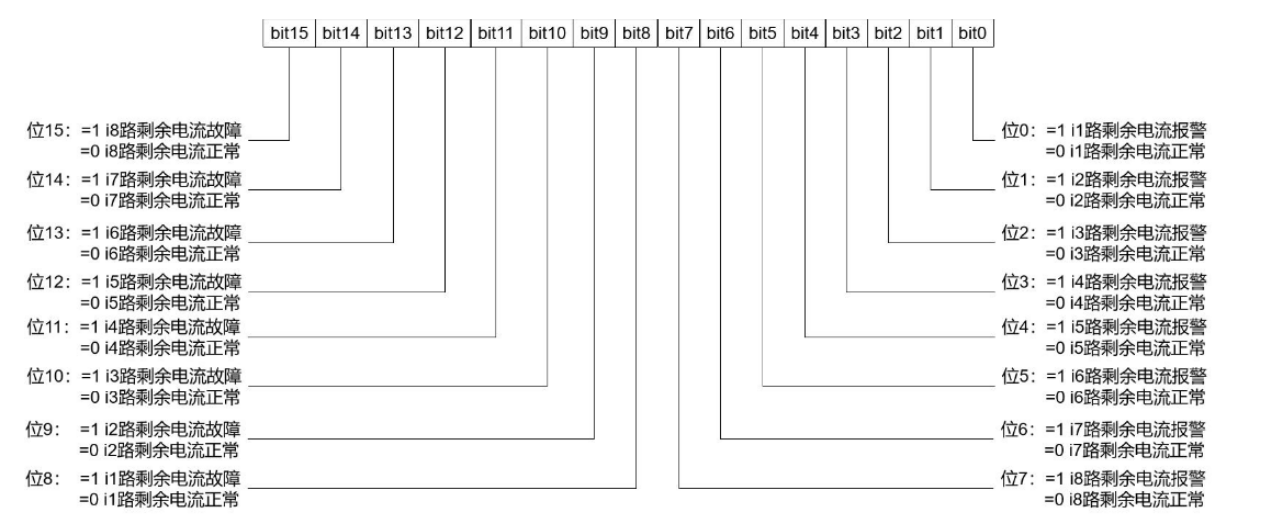 bit15 bit14 bit13 bit12 bit11 bit10 bit9 bit8 bit7 bit6 bit5 bit4 bit3 bit2 bit1 bit0
位15：=1 i8路剩余电流故障
=0 i8路剩余电流正常
位14：=1 i7路剩余电流故障
=0 i7路剩余电流正常
位13：=1 i6路剩余电流故障
=0 i6路剩余电流正常
位12：=1 i5路剩余电流故障
=0 i5路剩余电流正常
位11：=1 i4路剩余电流故障
=0 i4路剩余电流正常
位10：=1 i3路剩余电流故障
=0 i3路剩余电流正常
位9： =1 i2路剩余电流故障
=0 i2路剩余电流正常
位8： =1 i1路剩余电流故障
=0 i1路剩余电流正常
位0：=1 i1路剩余电流报警
=0 i1路剩余电流正常
位1：=1 i2路剩余电流报警
=0 i2路剩余电流正常
位2：=1 i3路剩余电流报警
=0 i3路剩余电流正常
位3：=1 i4路剩余电流报警
=0 i4路剩余电流正常
位4：=1 i5路剩余电流报警
=0 i5路剩余电流正常
位5：=1 i6路剩余电流报警
=0 i6路剩余电流正常
位6：=1 i7路剩余电流报警
=0 i7路剩余电流正常
位7：=1 i8路剩余电流报警
=0 i8路剩余电流正常